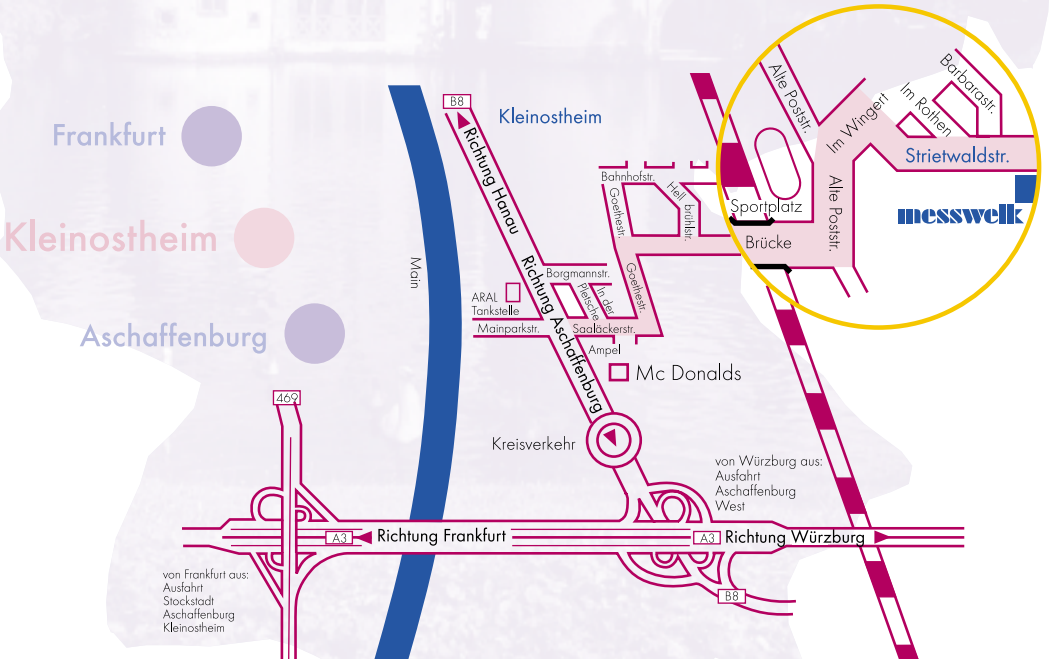 Frankfurt
Kleinostheim
Aschaffenburg
B8
Kleinostheim
Richtung Hanau
Main
Richtung Aschaffenburg
Bahnhofstr.
Goethestr.
Hell
brühlstr.
Borgmannstr.
In der
Pletsche
Goethestr.
ARAL
Tankstelle
Mainparkstr.
Saaläckerstr.
Ampel
Mc Donalds
Kreisverkehr
Alte Poststr.
Im Wingert
Im Rothen
Barbarastr.
Strietwaldstr.
Sportplatz
Alte Poststr.
Brücke
messwelk
469
von Würzburg aus:
Ausfahrt
Aschaffenburg
West
A3
Richtung Frankfurt
A3
Richtung Würzburg
von Frankfurt aus:
Ausfahrt
Stockstadt
Aschaffenburg
Kleinostheim
B8